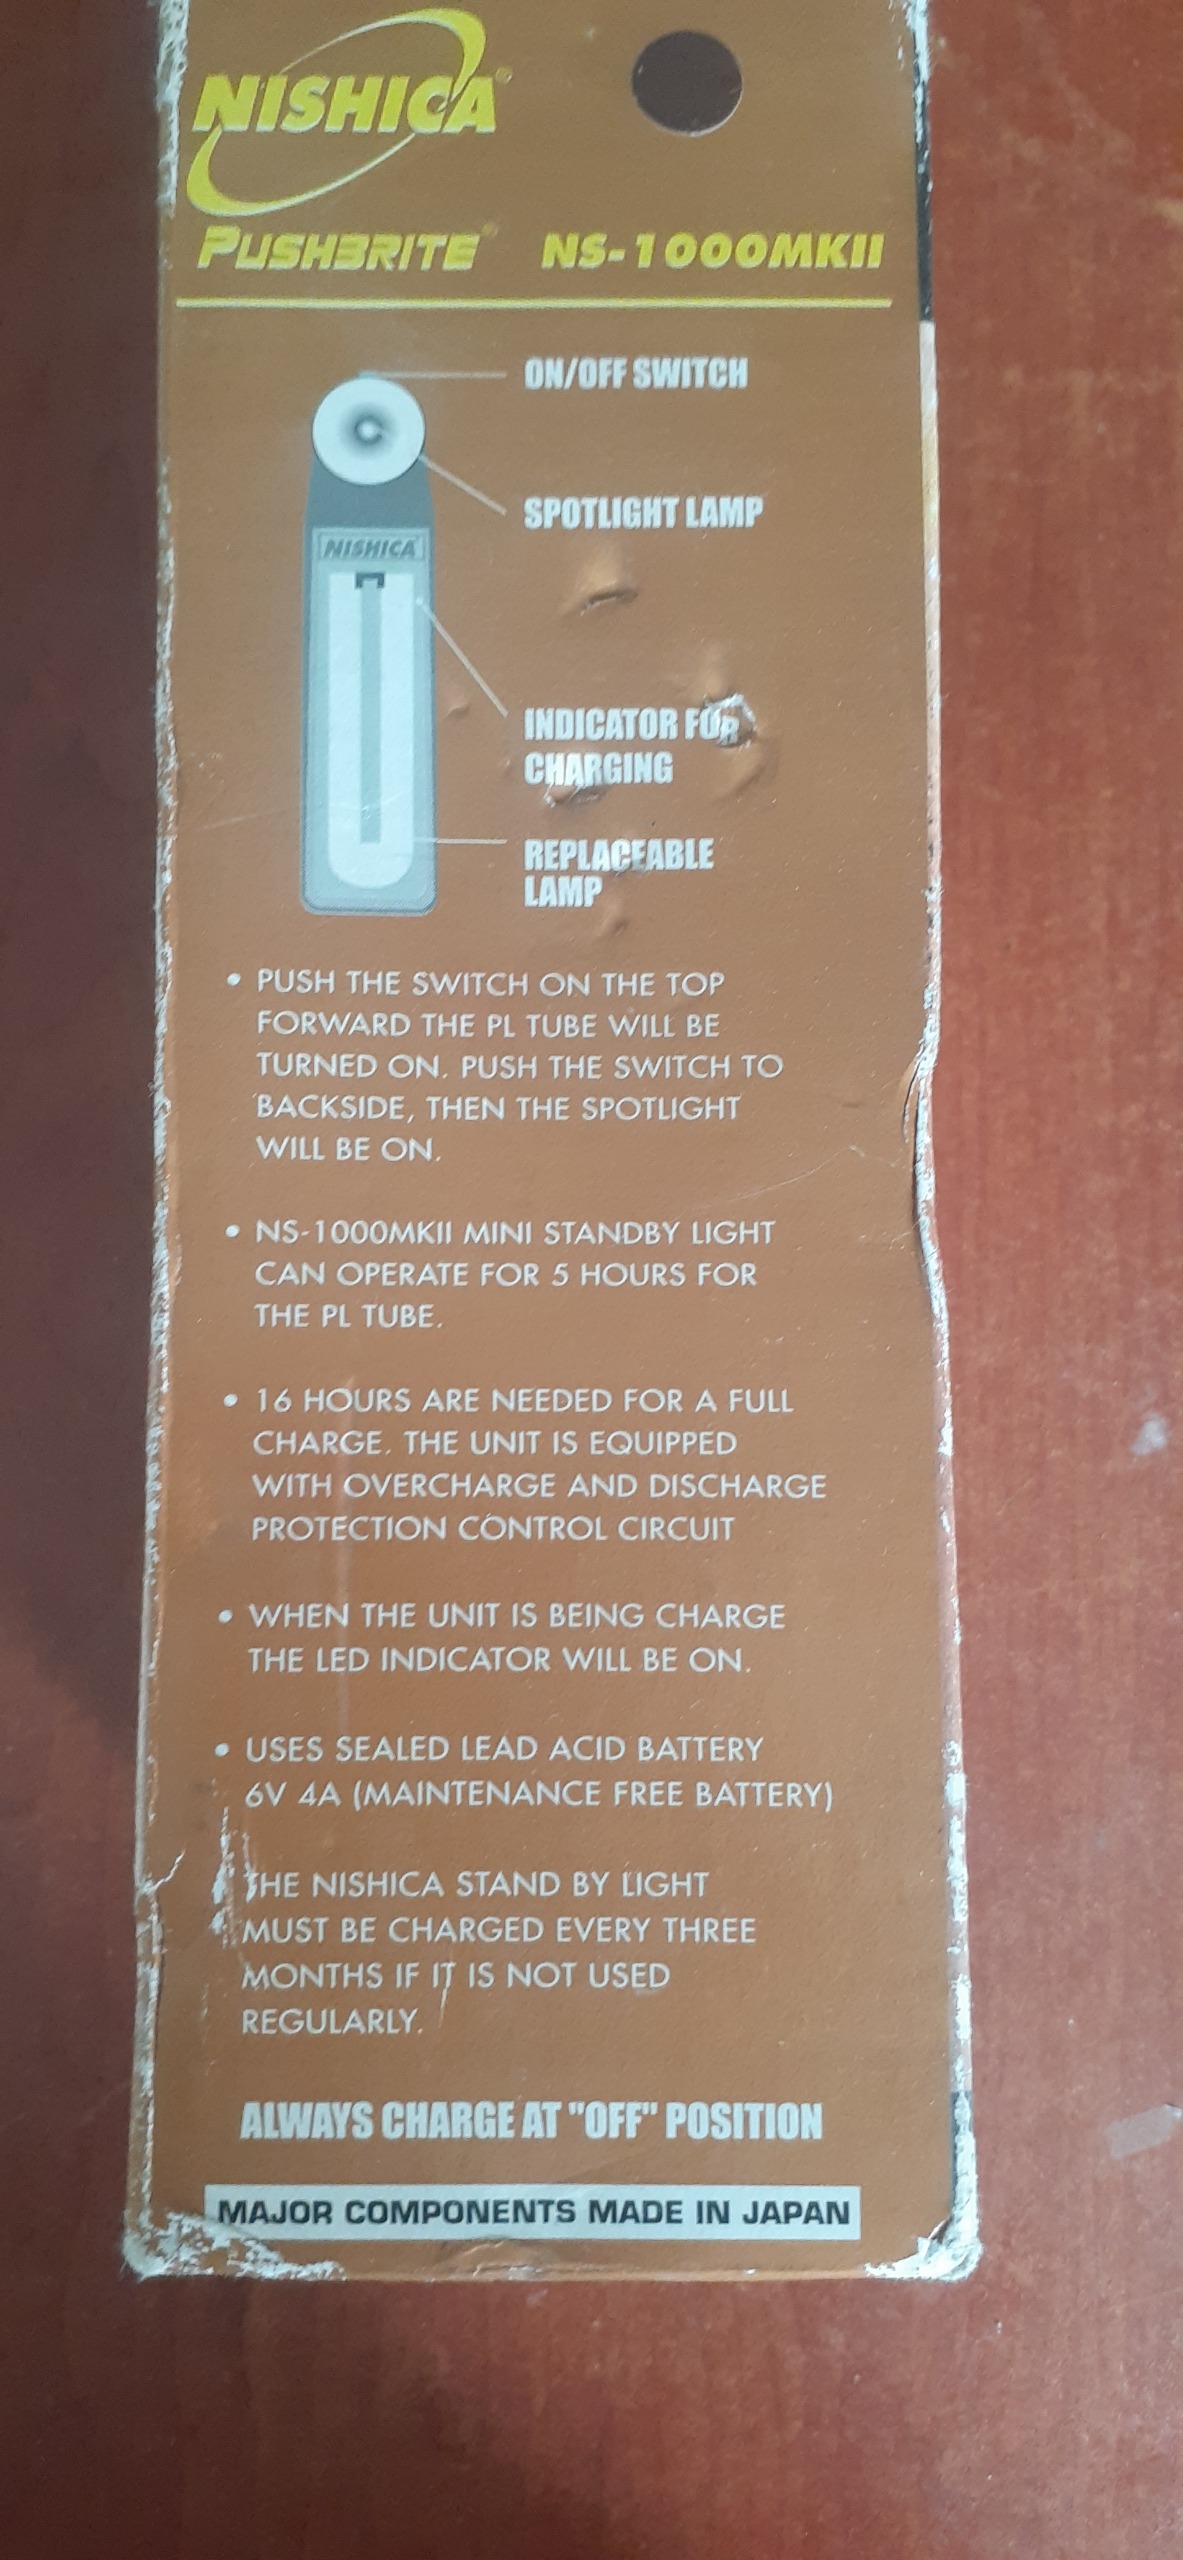 NISHICA®
PUSHBRITE® NS-1000MKII
ON/OFF SWITCH
SPOTLIGHT LAMP
NISHICA
INDICATOR FOR
CHARGING
REPLACEABLE
LAMP
• PUSH THE SWITCH ON THE TOP
FORWARD THE PL TUBE WILL BE
TURNED ON. PUSH THE SWITCH TO
BACKSIDE, THEN THE SPOTLIGHT
WILL BE ON.
• NS-1000MKII MINI STANDBY LIGHT
CAN OPERATE FOR 5 HOURS FOR
THE PL TUBE.
• 16 HOURS ARE NEEDED FOR A FULL
CHARGE. THE UNIT IS EQUIPPED
WITH OVERCHARGE AND DISCHARGE
PROTECTION CONTROL CIRCUIT
• WHEN THE UNIT IS BEING CHARGE
THE LED INDICATOR WILL BE ON.
• USES SEALED LEAD ACID BATTERY
6V 4A (MAINTENANCE FREE BATTERY)
THE NISHICA STAND BY LIGHT
MUST BE CHARGED EVERY THREE
MONTHS IF IT IS NOT USED
REGULARLY.
ALWAYS CHARGE AT "OFF" POSITION
MAJOR COMPONENTS MADE IN JAPAN